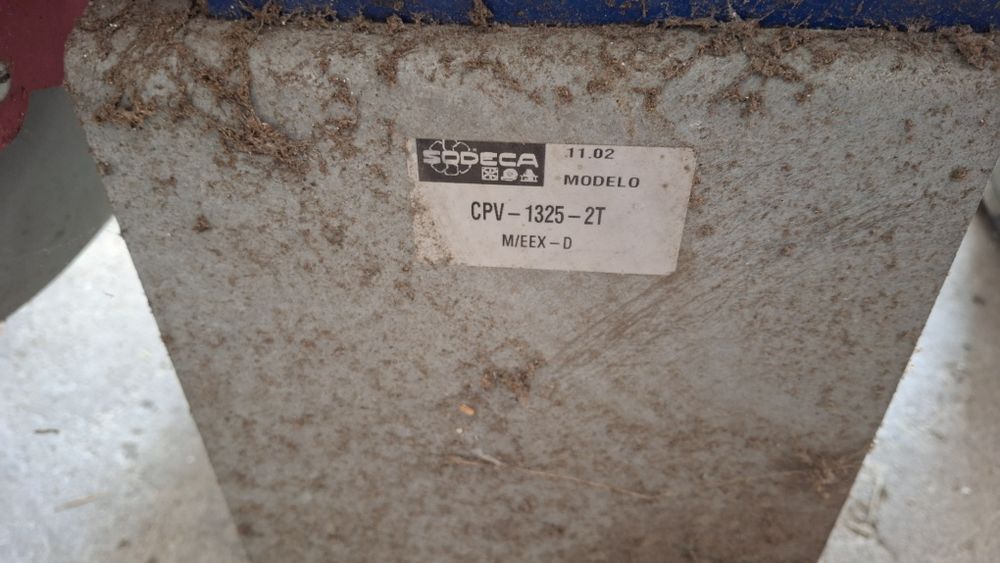 SODECA
11.02
MODELO
CPV-1325-2T
M/EEX-D